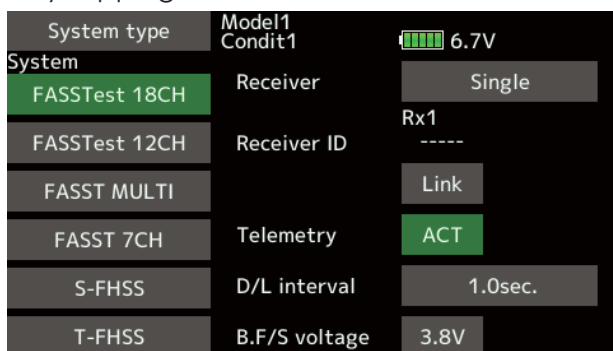 System type
Model1
Condit1
6.7V
System
FASSTest 18CH
Receiver
Single
Rx1
FASSTest 12CH
Receiver ID
-----
FASST MULTI
Link
FASST 7CH
Telemetry
ACT
S-FHSS
D/L interval
1.0sec.
T-FHSS
B.F/S voltage
3.8V